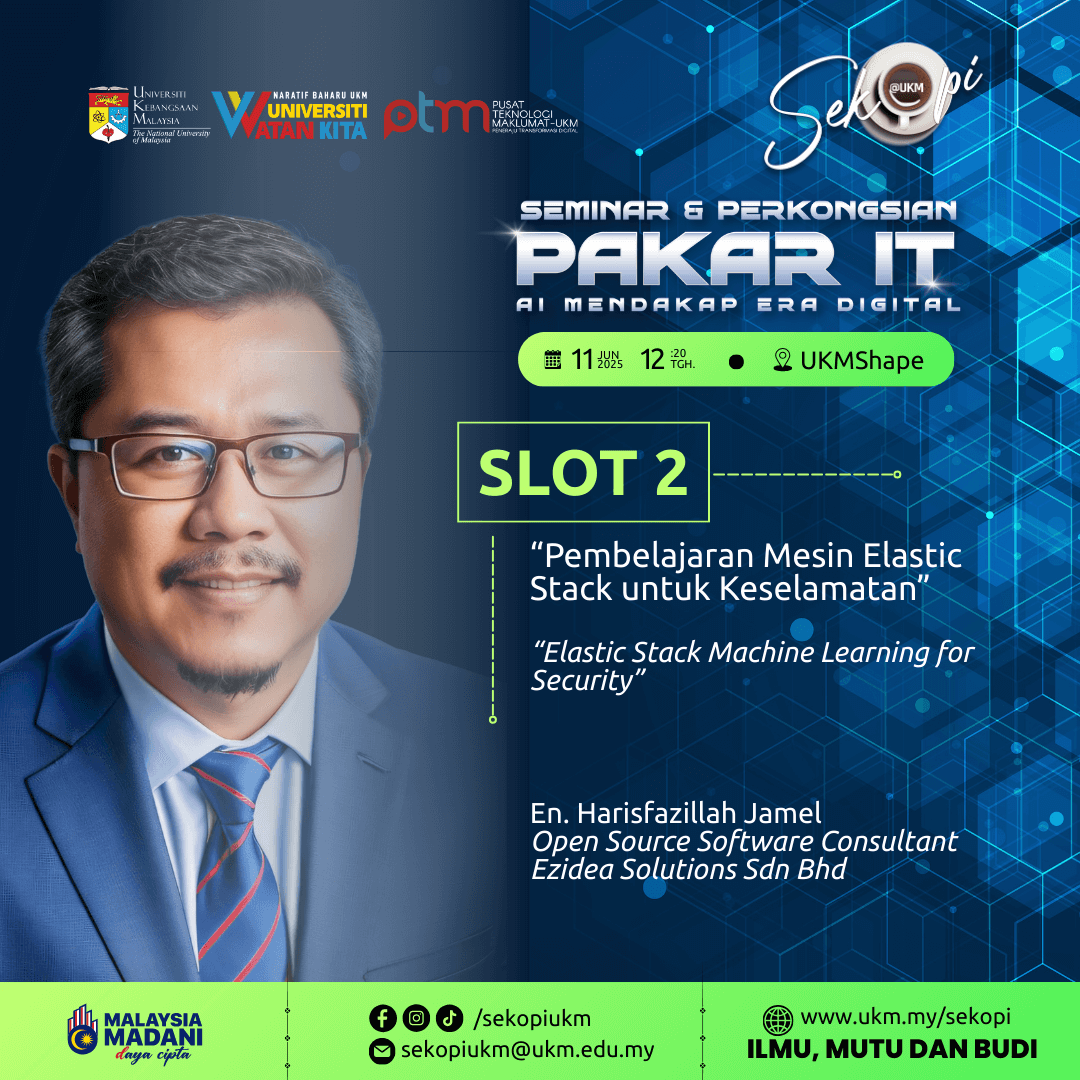 UNIVERSITI
KEBANGSAAN
MALAYSIA
The National University
of Malaysia
NARATIF BAHARU UKM
UNIVERSITI
WATAN KITA
ptm
PUSAT
TEKNOLOGI
MAKLUMAT-UKM
PENERAJU TRANSFORMASI DIGITAL
Sekopi
@UKM
SEMINAR & PERKONGSIAN
PAKAR IT
AI MENDAKAP ERA DIGITAL
11 JUN 2025 12 :20 TGH. UKMShape
SLOT 2
“Pembelajaran Mesin Elastic
Stack untuk Keselamatan”
“Elastic Stack Machine Learning for
Security”
En. Harisfazillah Jamel
Open Source Software Consultant
Ezidea Solutions Sdn Bhd
MALAYSIA
MADANI
daya cipta
/sekopiukm
sekopiukm@ukm.edu.my
www.ukm.my/sekopi
ILMU, MUTU DAN BUDI